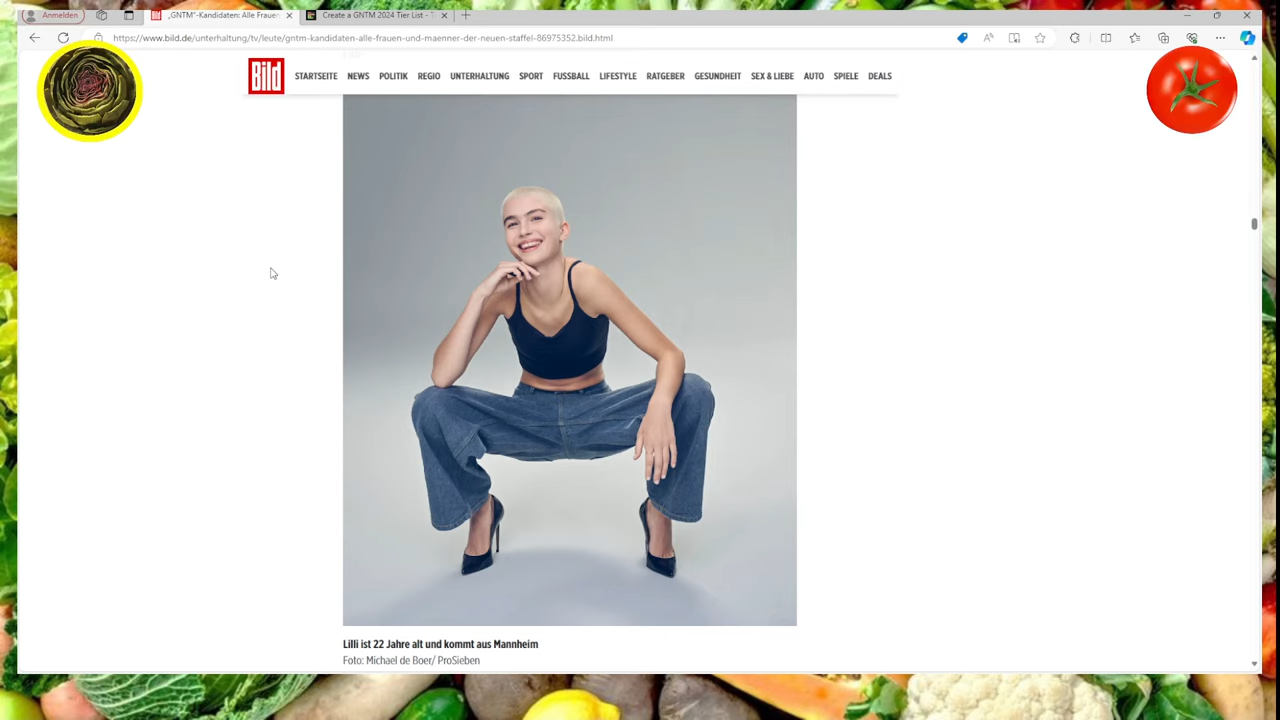 Anmelden
„GNTM“-Kandidaten: Alle Frauen
Create a GNTM 2024 Tier List - T
https://www.bild.de/unterhaltung/tv/leute/gntm-kandidaten-alle-frauen-und-maenner-der-neuen-staffel-86975352.bild.html
Bild
STARTSEITE NEWS POLITIK REGIO UNTERHALTUNG SPORT FUSSBALL LIFESTYLE RATGEBER GESUNDHEIT SEX & LIEBE AUTO SPIELE DEALS
Lilli ist 22 Jahre alt und kommt aus Mannheim
Foto: Michael de Boer/ ProSieben